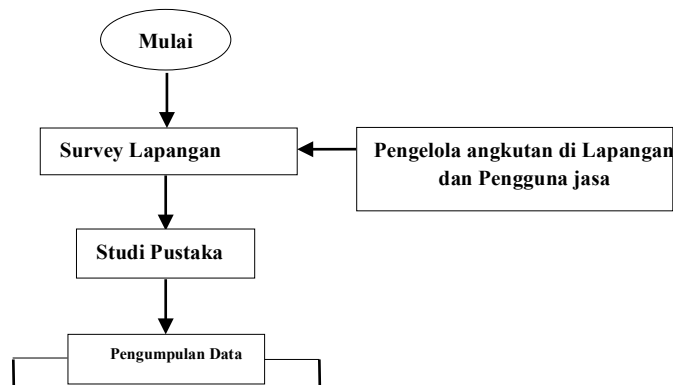 Mulai
Survey Lapangan
Pengelola angkutan di Lapangan
dan Pengguna jasa
Studi Pustaka
Pengumpulan Data